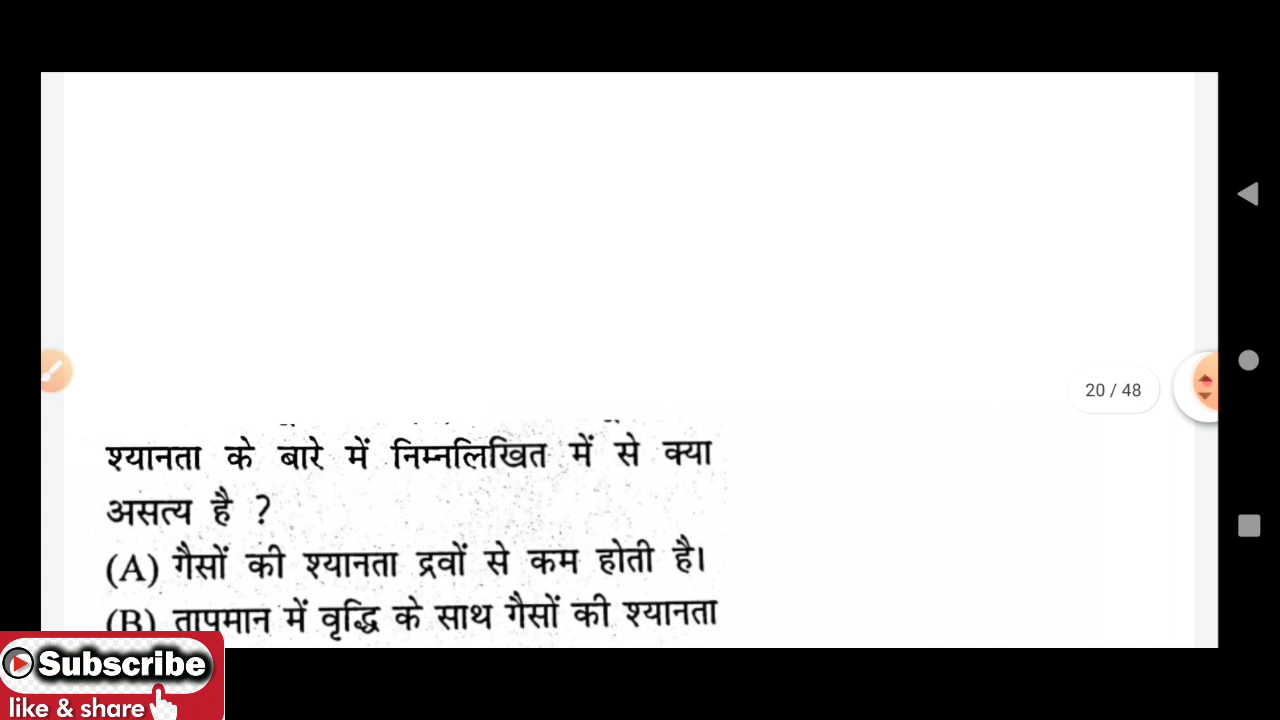 20 / 48
श्यानता के बारे में निम्नलिखित में से क्या
असत्य है ?
(A) गैसों की श्यानता द्रवों से कम होती है।
(B) तापमान में वृद्धि के साथ गैसों की श्यानता
Subscribe
like & share